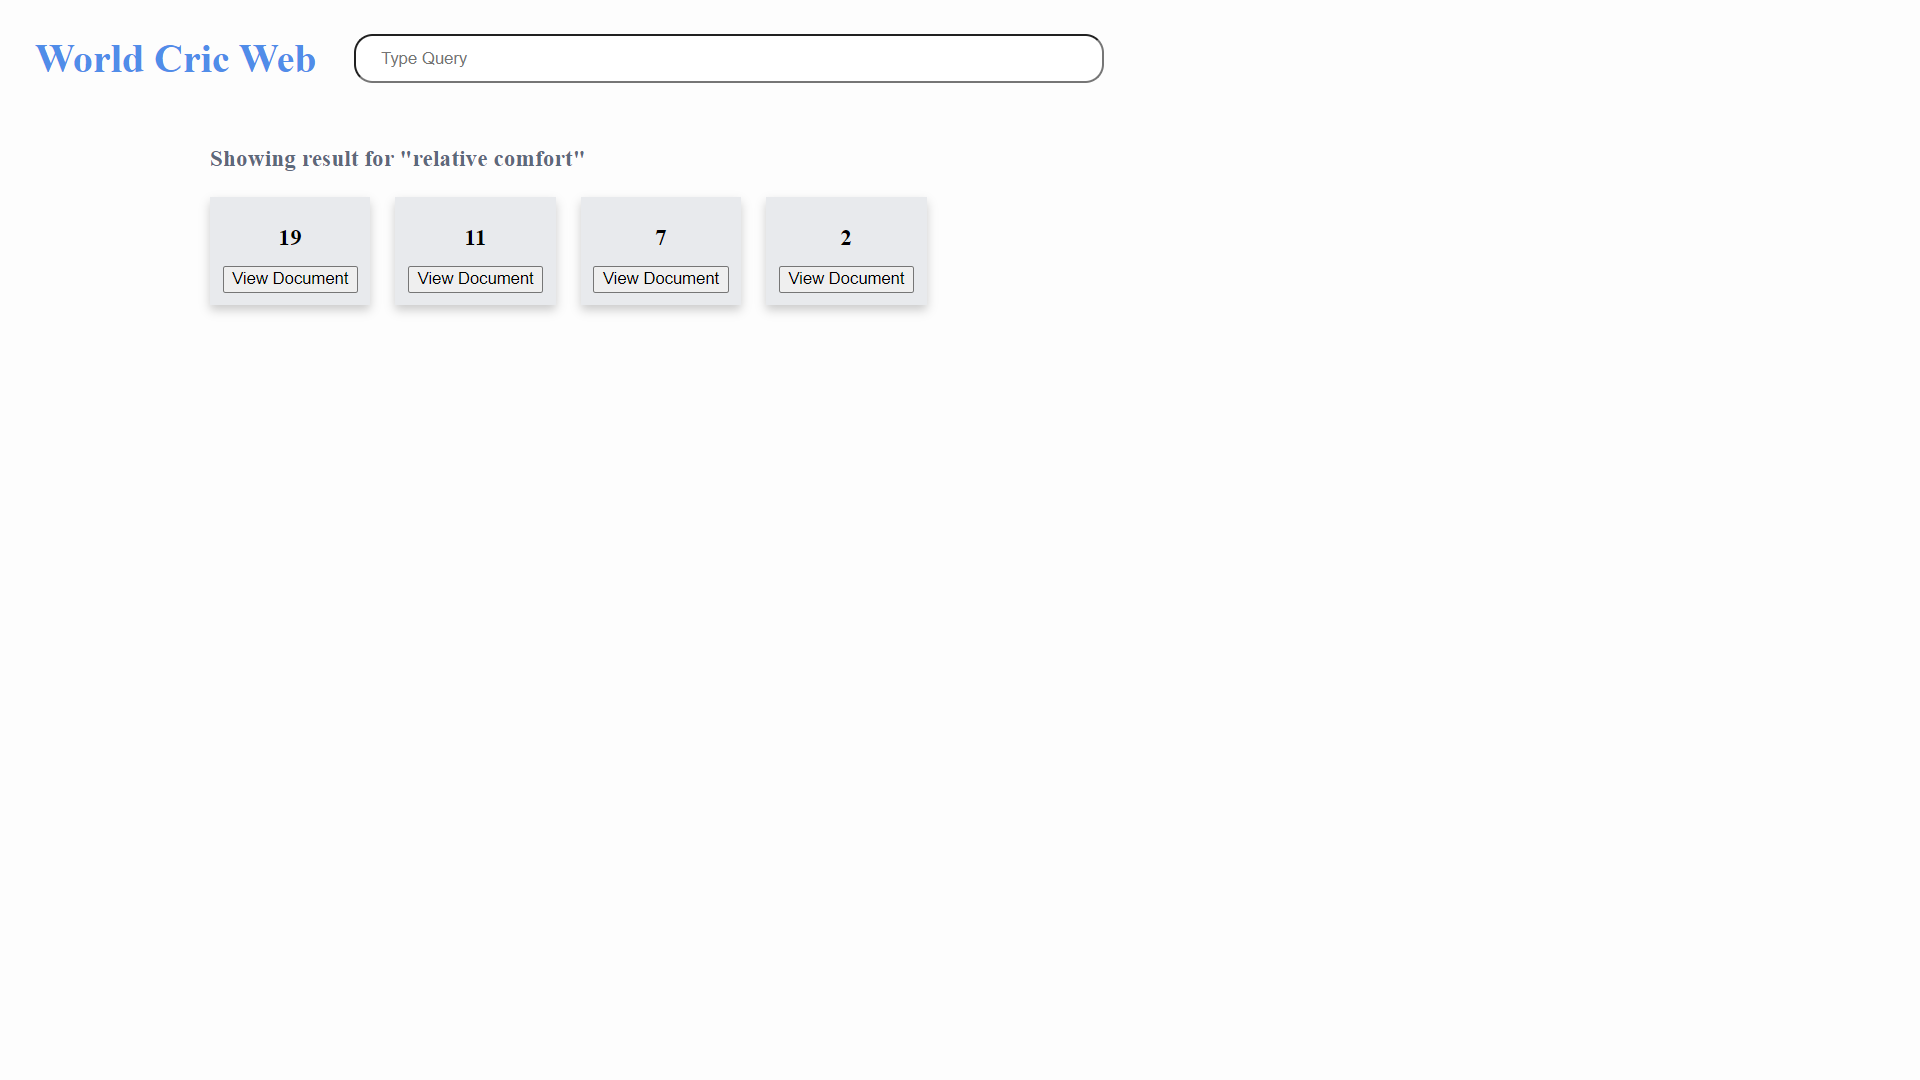 World Cric Web
Type Query
Showing result for "relative comfort"
19
View Document
11
View Document
7
View Document
2
View Document